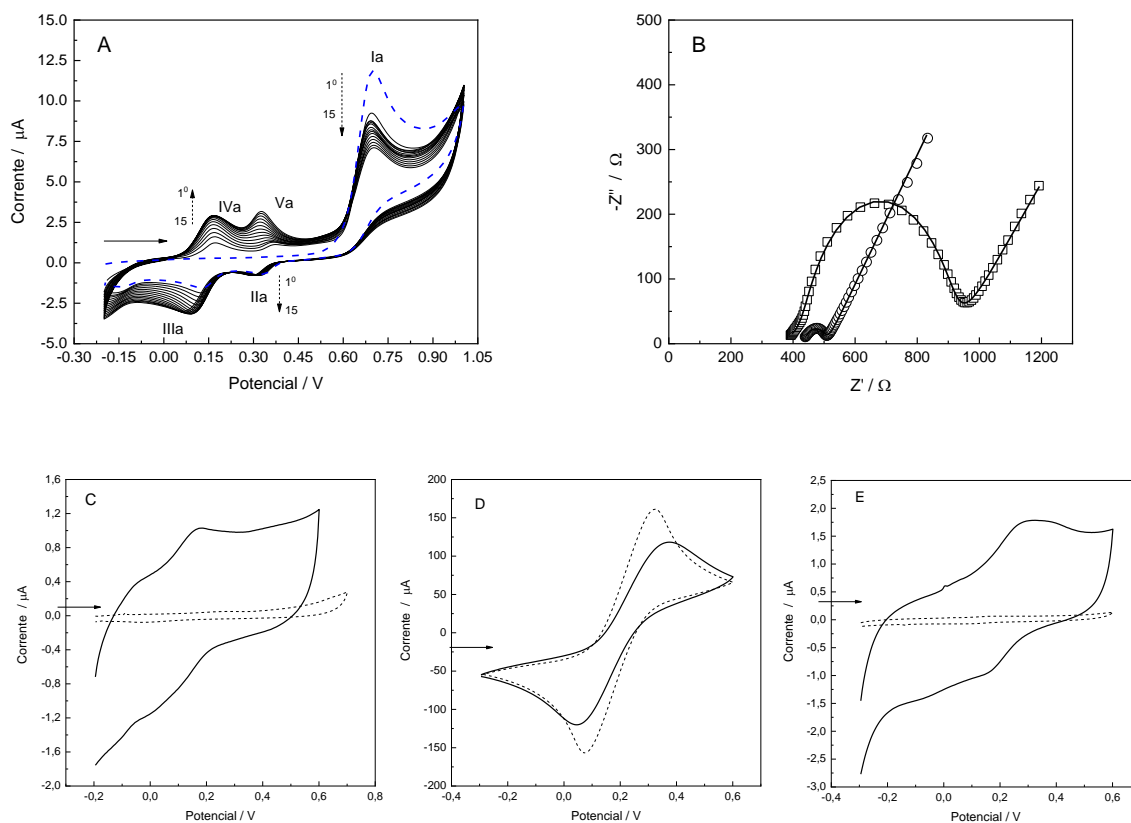 A
Corrente / μA
15.0
12.5
10.0
7.5
5.0
2.5
0.0
-2.5
-5.0
Ia
1⁰
15
1⁰
15
IVa
Va
IIa
1⁰
15
IIIa
-0.30 -0.15 0.00 0.15 0.30 0.45 0.60 0.75 0.90 1.05
Potencial / V
B
-Z'' / Ω
500
400
300
200
100
0
0 200 400 600 800 1000 1200
Z' / Ω
C
Corrente / μA
1,6
1,2
0,8
0,4
0,0
-0,4
-0,8
-1,2
-1,6
-2,0
-0,2 0,0 0,2 0,4 0,6 0,8
Potencial / V
D
Corrente / μA
200
150
100
50
0
-50
-100
-150
-200
-0,4 -0,2 0,0 0,2 0,4 0,6
Potencial / V
E
Corrente / μA
2,5
2,0
1,5
1,0
0,5
0,0
-0,5
-1,0
-1,5
-2,0
-2,5
-3,0
-0,2 0,0 0,2 0,4 0,6
Potencial / V